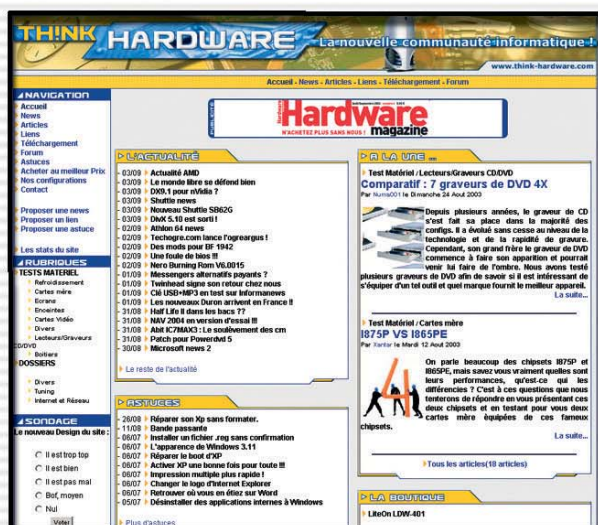 TH!NK HARDWARE
La nouvelle communauté informatique !
www.think-hardware.com
Accueil - News - Articles - Liens - Téléchargement - Forum
NAVIGATION
Accueil
News
Articles
Liens
Téléchargement
Forum
Astuces
Acheter au meilleur Prix
Nos configurations
Contact
Proposer une news
Proposer un lien
Proposer une astuce
Les stats du site
RUBRIQUES
TESTS MATERIEL
Refroidissement
Cartes mère
Ecrans
Enceintes
Cartes Vidéo
Divers
Lecteurs/Graveurs
CD/DVD
Boitiers
DOSSIERS
Divers
Tuning
Internet et Réseau
SONDAGE
Le nouveau Design du site :
Il est trop top
Il est bien
Il est pas mal
Bof, moyen
Nul
Voter
PUBLICITE
Hardware
N'ACHETEZ PLUS SANS NOUS ! magazine
L'ACTUALITÉ
- 03/09 Actualité AMD
- 03/09 Le monde libre se défend bien
- 03/09 DX9.1 pour nVidia ?
- 03/09 Shuttle news
- 03/09 Nouveau Shuttle SB62G
- 03/09 DivX 5.10 est sorti !
- 02/09 Athlon 64 news
- 02/09 Techogre.com lance l'ogreargus !
- 02/09 Des mods pour BF 1942
- 02/09 Une foule de bios !!!
- 02/09 Nero Burning Rom V6.0015
- 01/09 Messengers alternatifs payants ?
- 01/09 Twinhead signe son retour chez nous
- 01/09 Clé USB+MP3 en test sur Informanews
- 01/09 Les nouveaux Duron arrivent en France !!
- 31/08 Half Life II dans les bacs ??
- 31/08 NAV 2004 en version d'essai !!!
- 31/08 Abit IC7MAX3 : Le soulèvement des cm
- 31/08 Patch pour Powerdvd 5
- 30/08 Microsoft news 2
Le reste de l'actualité
ASTUCES
- 26/08 Réparer son Xp sans formater.
- 11/08 Bande passante
- 06/07 Installer un fichier .reg sans confirmation
- 06/07 L'apparence de Windows 3.11
- 06/07 Réparer le boot d'XP
- 06/07 Activer XP une bonne fois pour toute !!!
- 06/07 Impression multiple plus rapide !
- 06/07 Changer le logo d'Internet Explorer
- 06/07 Retrouver où vous en étiez sur Word
- 05/07 Désinstaller des applications internes à Windows
Plus d'astuces
A LA UNE ...
Test Matériel / Lecteurs/Graveurs CD/DVD
Comparatif : 7 graveurs de DVD 4X
Par Nums001 le Dimanche 24 Aout 2003
Depuis plusieurs années, le graveur de CD
s'est fait sa place dans la majorité des
configs. Il a évolué sans cesse au niveau de la
technologie et de la rapidité de gravure.
Cependant, son grand frère le graveur de DVD
commence à faire son apparition et pourrait
venir lui faire de l'ombre. Nous avons testé
plusieurs graveurs de DVD afin de savoir si il est intéressant de
s'équiper d'un tel outil et quel marque fournit le meilleur appareil.
La suite...
Test Matériel / Cartes mère
I875P VS I865PE
Par Xantar le Mardi 12 Aout 2003
On parle beaucoup des chipsets I875P et
I865PE, mais savez vous vraiment quelles sont
leurs performances, qu'est-ce qui les
différencies ? C'est à ces questions que nous
tenterons de répondre en vous présentant ces
deux chipsets et en testant pour vous deux
cartes mère équipées de ces fameux
chipsets.
La suite...
Tous les articles(18 articles)
LA BOUTIQUE
LiteOn LDW-401